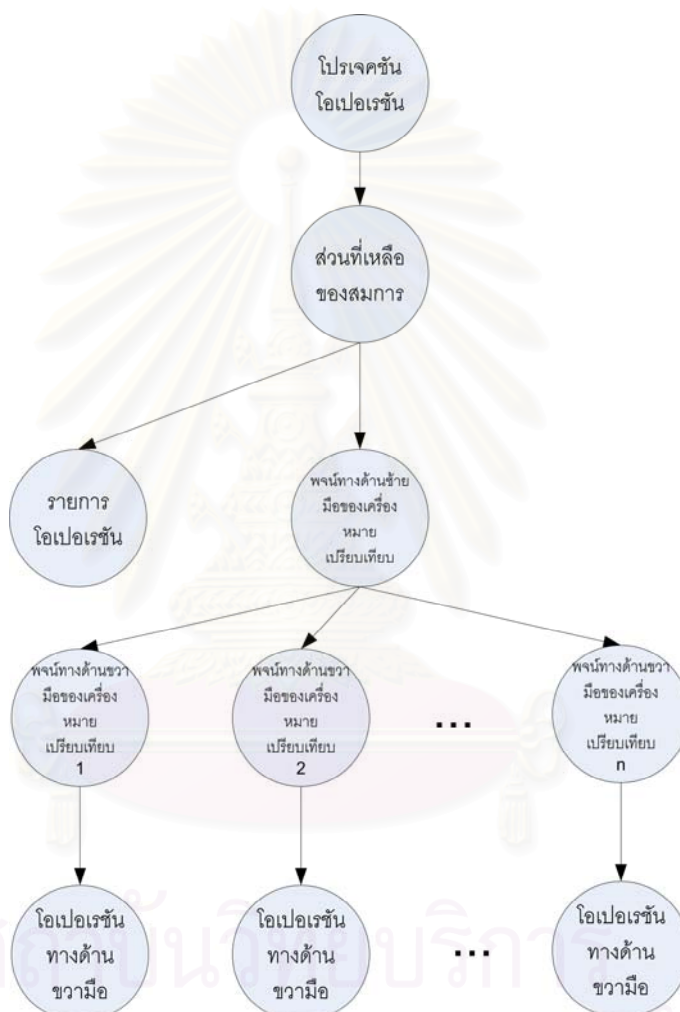 โปรเจคชัน
โอเปอเรชัน
ส่วนที่เหลือ
ของสมการ
รายการ
โอเปอเรชัน
พจน์ทางด้านซ้าย
มือของเครื่อง
หมาย
เปรียบเทียบ
พจน์ทางด้านขวา
มือของเครื่อง
หมาย
เปรียบเทียบ
1
พจน์ทางด้านขวา
มือของเครื่อง
หมาย
เปรียบเทียบ
2
...
พจน์ทางด้านขวา
มือของเครื่อง
หมาย
เปรียบเทียบ
n
โอเปอเรชัน
ทางด้าน
ขวามือ
โอเปอเรชัน
ทางด้าน
ขวามือ
...
โอเปอเรชัน
ทางด้าน
ขวามือ
สถาบันวิทยบริการ